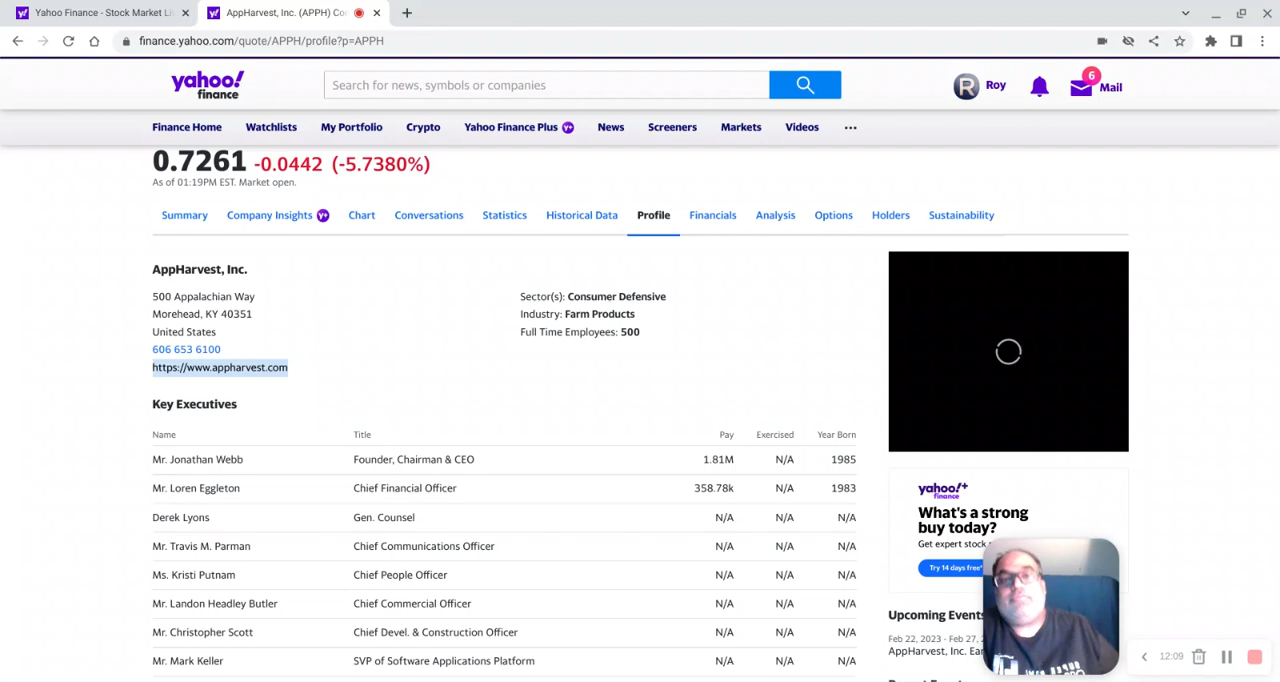 Yahoo Finance - Stock Market Li
AppHarvest, Inc. (APPH) Co
finance.yahoo.com/quote/APPH/profile?p=APPH
yahoo!
finance
Search for news, symbols or companies
R
Roy
6
Mail
Finance Home
Watchlists
My Portfolio
Crypto
Yahoo Finance Plus
News
Screeners
Markets
Videos
0.7261 -0.0442 (-5.7380%)
As of 01:19PM EST. Market open.
Summary
Company Insights
Chart
Conversations
Statistics
Historical Data
Profile
Financials
Analysis
Options
Holders
Sustainability
AppHarvest, Inc.
500 Appalachian Way
Morehead, KY 40351
United States
606 653 6100
https://www.appharvest.com
Sector(s): Consumer Defensive
Industry: Farm Products
Full Time Employees: 500
Key Executives
Name Title Pay Exercised Year Born
Mr. Jonathan Webb Founder, Chairman & CEO 1.81M N/A 1985
Mr. Loren Eggleton Chief Financial Officer 358.78k N/A 1983
Derek Lyons Gen. Counsel N/A N/A N/A
Mr. Travis M. Parman Chief Communications Officer N/A N/A N/A
Ms. Kristi Putnam Chief People Officer N/A N/A N/A
Mr. Landon Headley Butler Chief Commercial Officer N/A N/A N/A
Mr. Christopher Scott Chief Devel. & Construction Officer N/A N/A N/A
Mr. Mark Keller SVP of Software Applications Platform N/A N/A N/A
yahoo!+
finance
What's a strong
buy today?
Get expert stock
Try 14 days free*
Upcoming Events
Feb 22, 2023 - Feb 27, 
AppHarvest, Inc. Ear
12:09